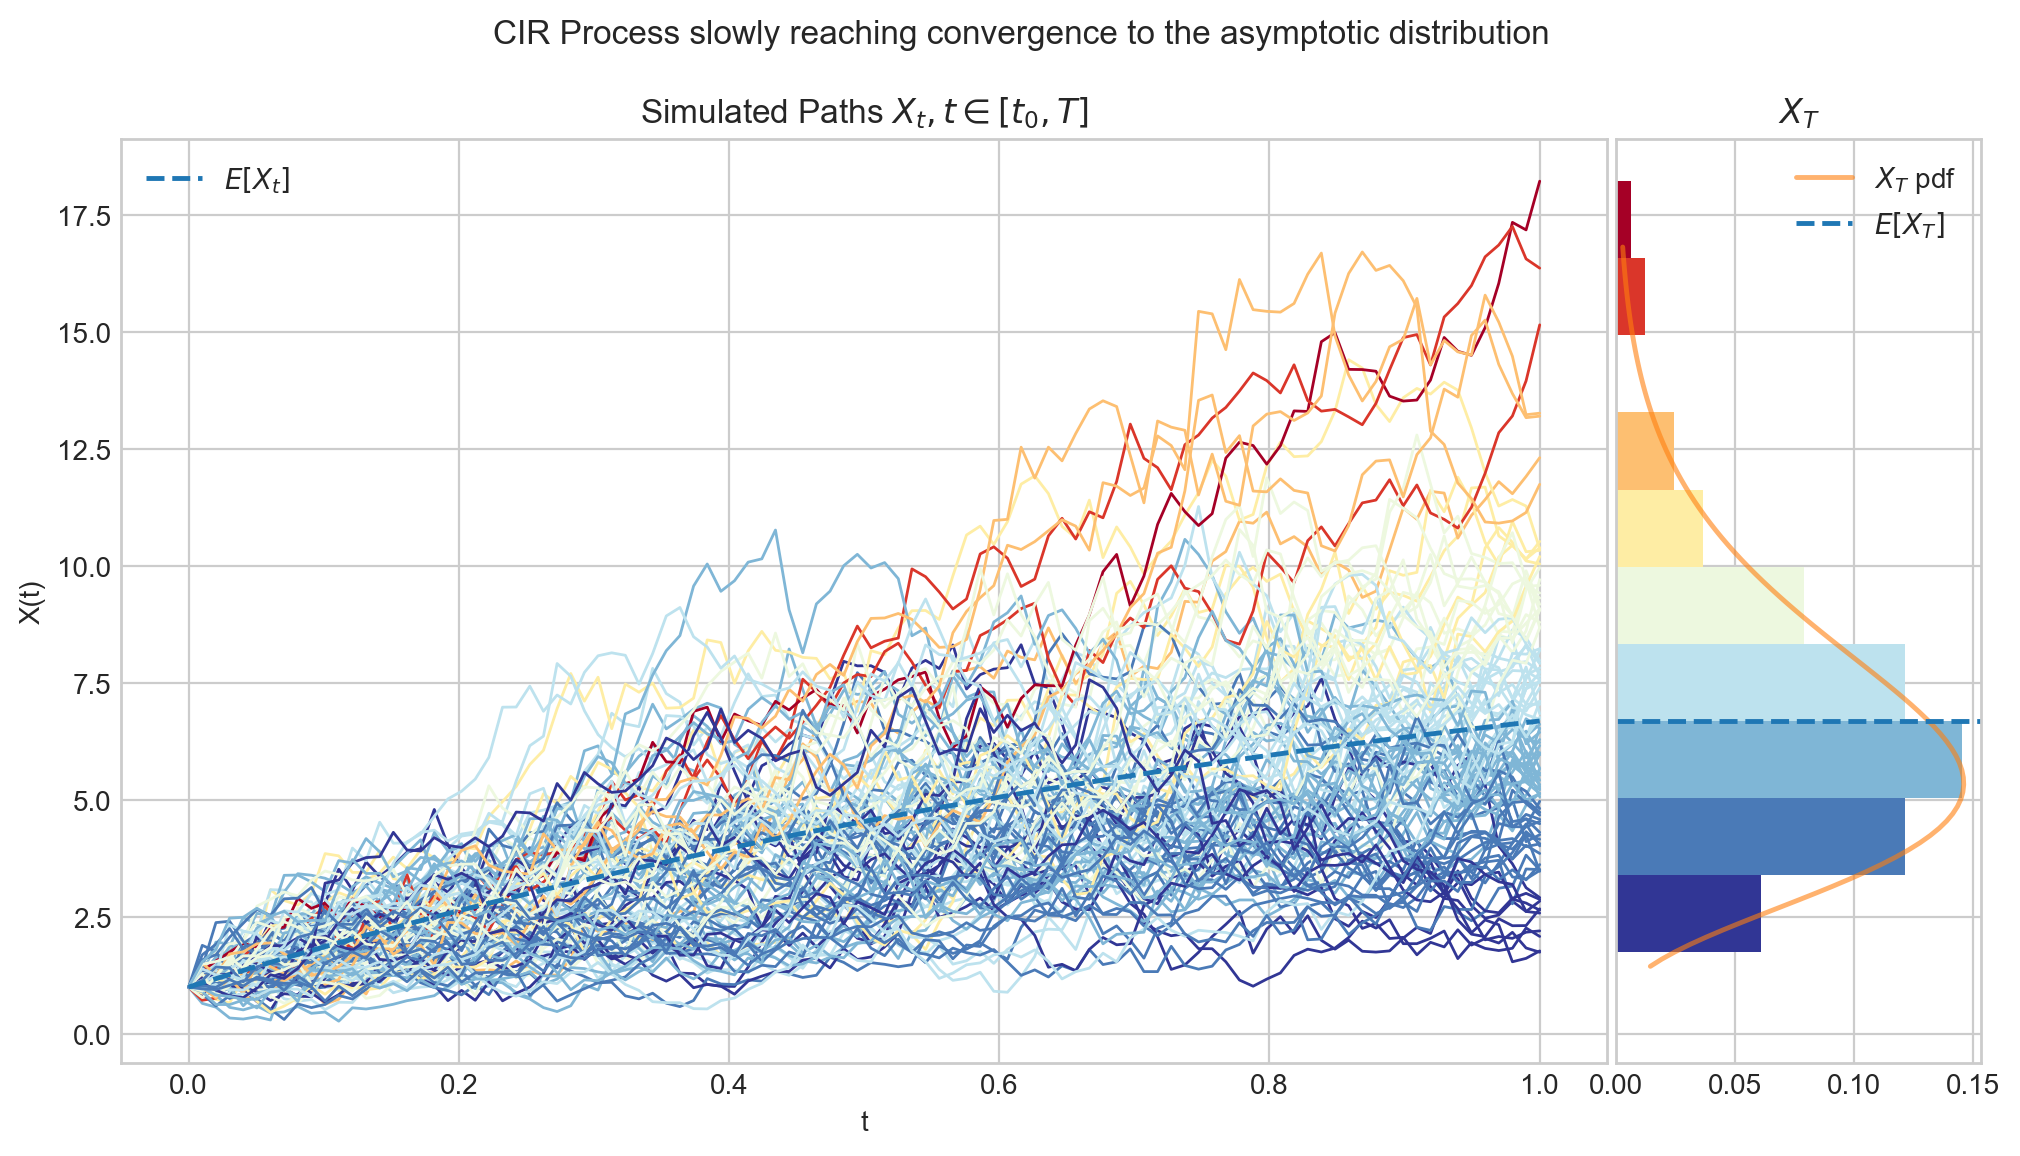 CIR Process slowly reaching convergence to the asymptotic distribution
Simulated Paths $X_t, t \in [t_0, T]$
$X_T$
$E[X_t]$
$X_T$ pdf
$E[X_T]$
17.5
15.0
12.5
10.0
7.5
5.0
2.5
0.0
X(t)
0.0 0.2 0.4 0.6 0.8 1.0
0.00 0.05 0.10 0.15
t